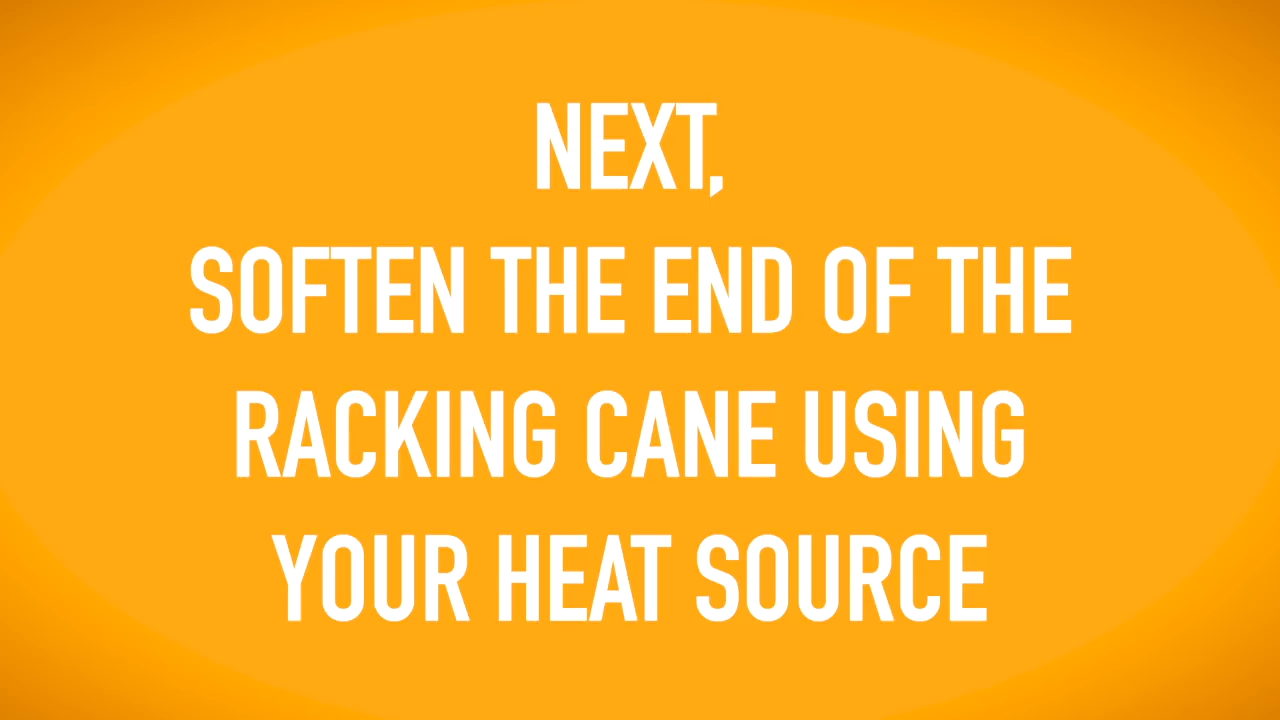 NEXT,
SOFTEN THE END OF THE
RACKING CANE USING
YOUR HEAT SOURCE